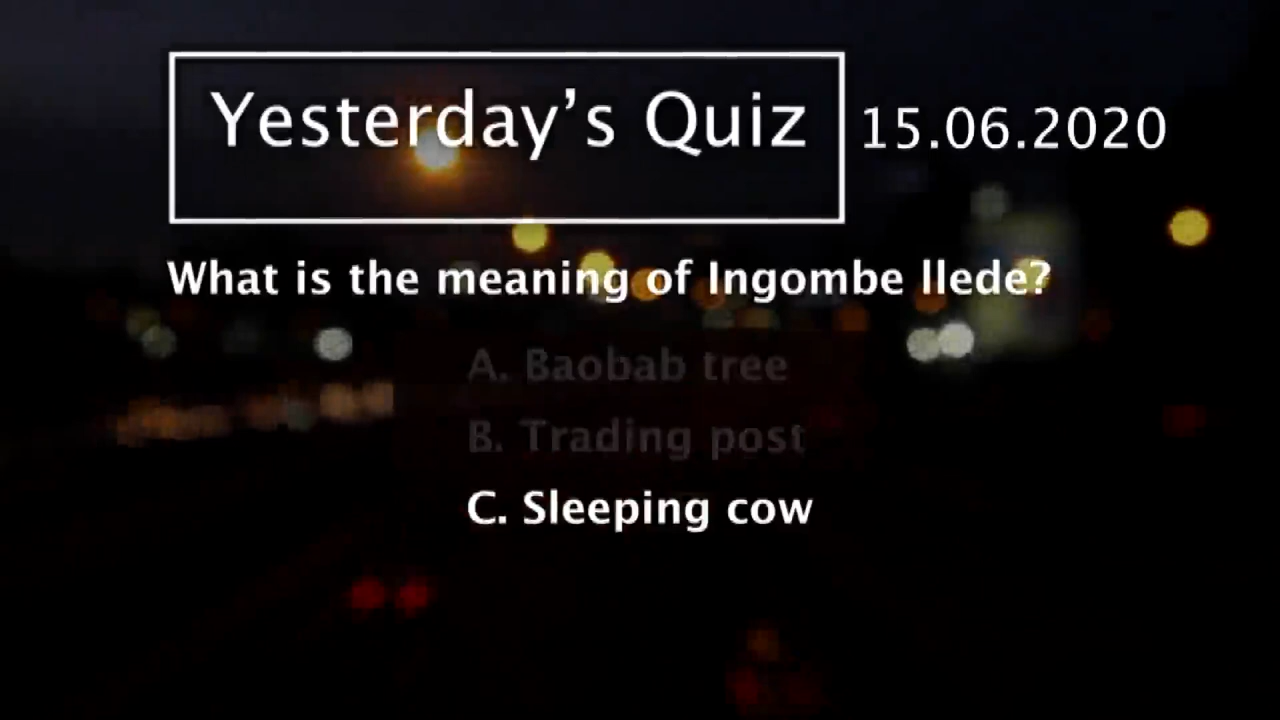 Yesterday’s Quiz 15.06.2020
What is the meaning of Ingombe llede?
A. Baobab tree
B. Trading post
C. Sleeping cow